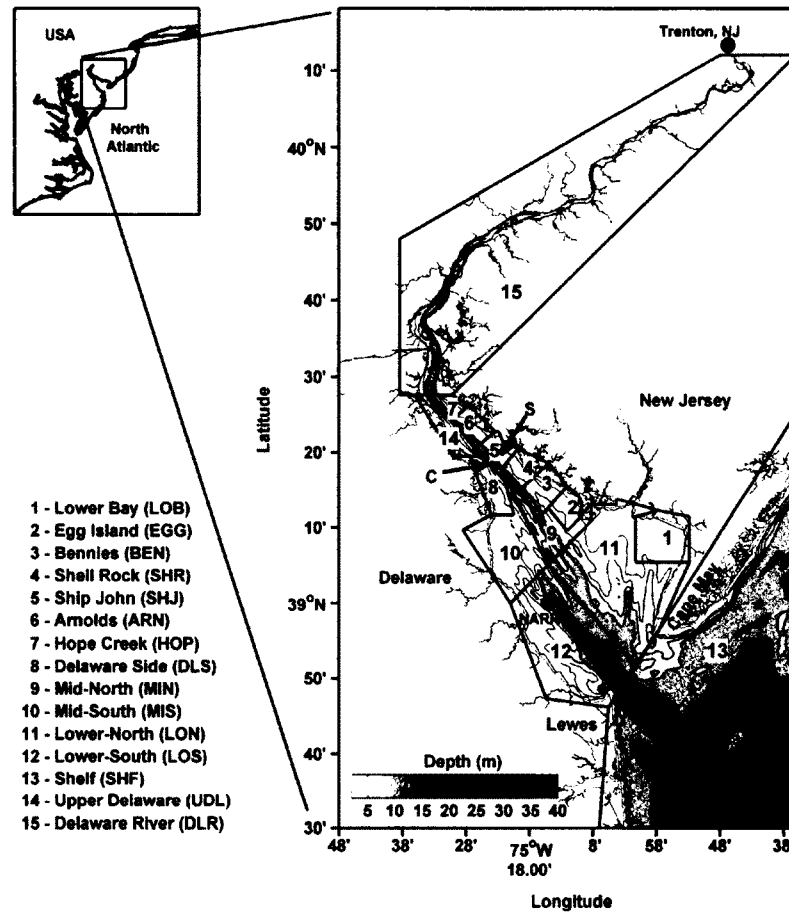 USA
North
Atlantic
Trenton, NJ
10'
40°N
50'
40'
30'
20'
10'
39°N
50'
40'
30'
Latitude
15
New Jersey
S
7
6
14
5
C
4
8
3
2
1
9
11
10
Delaware
Cape May
12
13
Lewes
1 - Lower Bay (LOB)
2 - Egg Island (EGG)
3 - Bennies (BEN)
4 - Shell Rock (SHR)
5 - Ship John (SHJ)
6 - Arnolds (ARN)
7 - Hope Creek (HOP)
8 - Delaware Side (DLS)
9 - Mid-North (MIN)
10 - Mid-South (MIS)
11 - Lower-North (LON)
12 - Lower-South (LOS)
13 - Shelf (SHF)
14 - Upper Delaware (UDL)
15 - Delaware River (DLR)
Depth (m)
5 10 15 20 25 30 35 40
48' 38' 28' 75°W 8' 58' 48' 38'
18.00'
Longitude